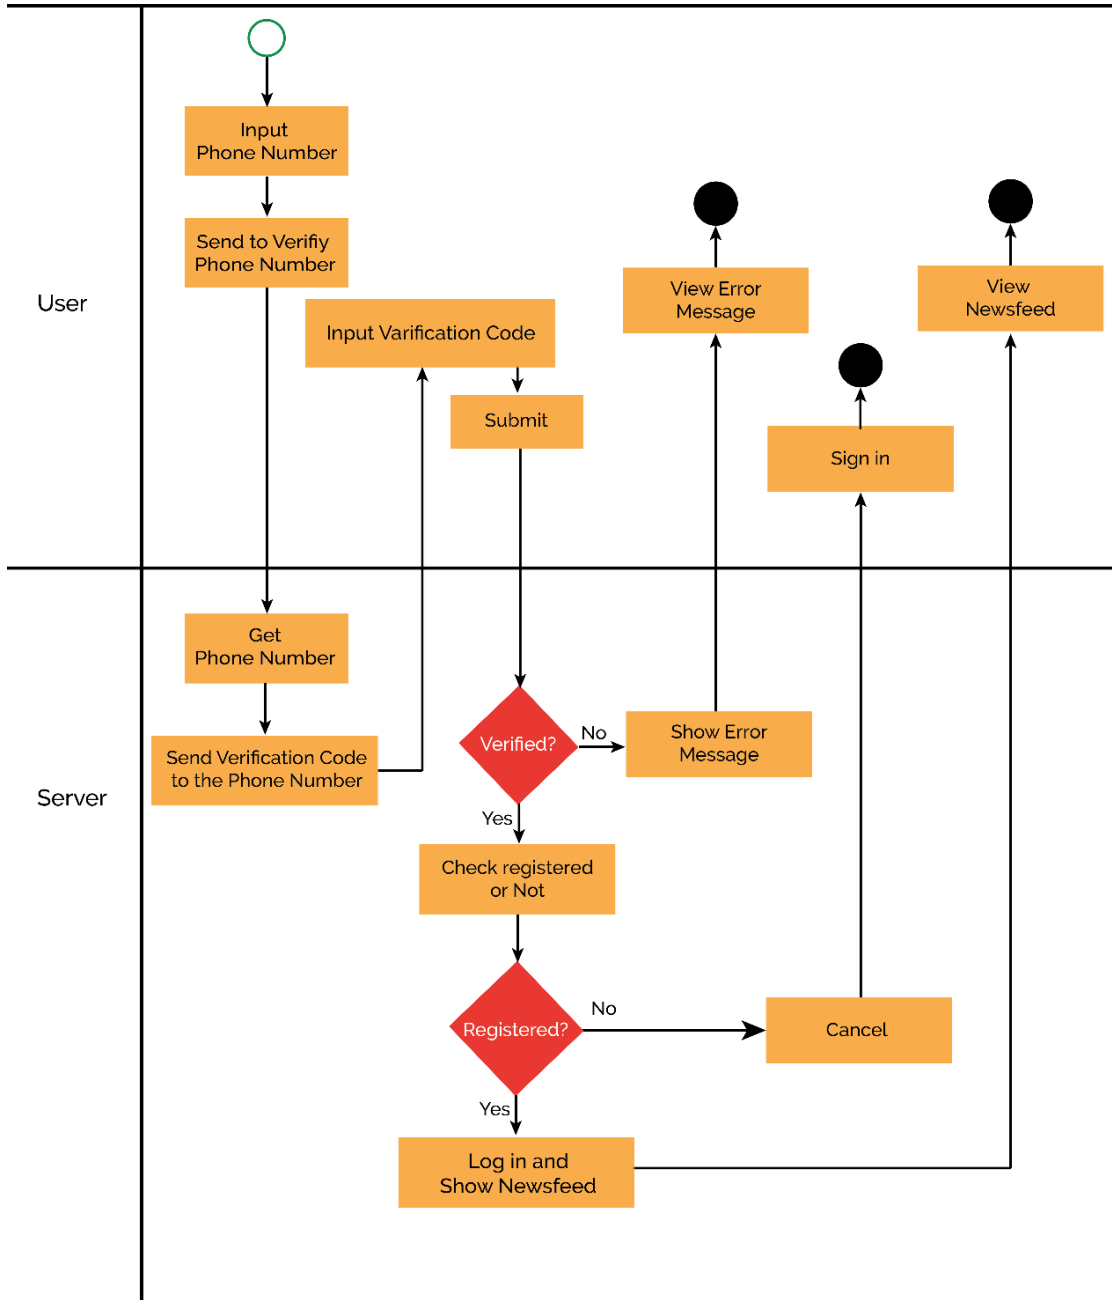 Input
Phone Number
Send to Verifiy
Phone Number
User
Input Varification Code
Submit
View Error
Message
View
Newsfeed
Sign in
Get
Phone Number
Send Verification Code
to the Phone Number
Server
Verified?
No
Show Error
Message
Yes
Check registered
or Not
Registered?
No
Cancel
Yes
Log in and
Show Newsfeed